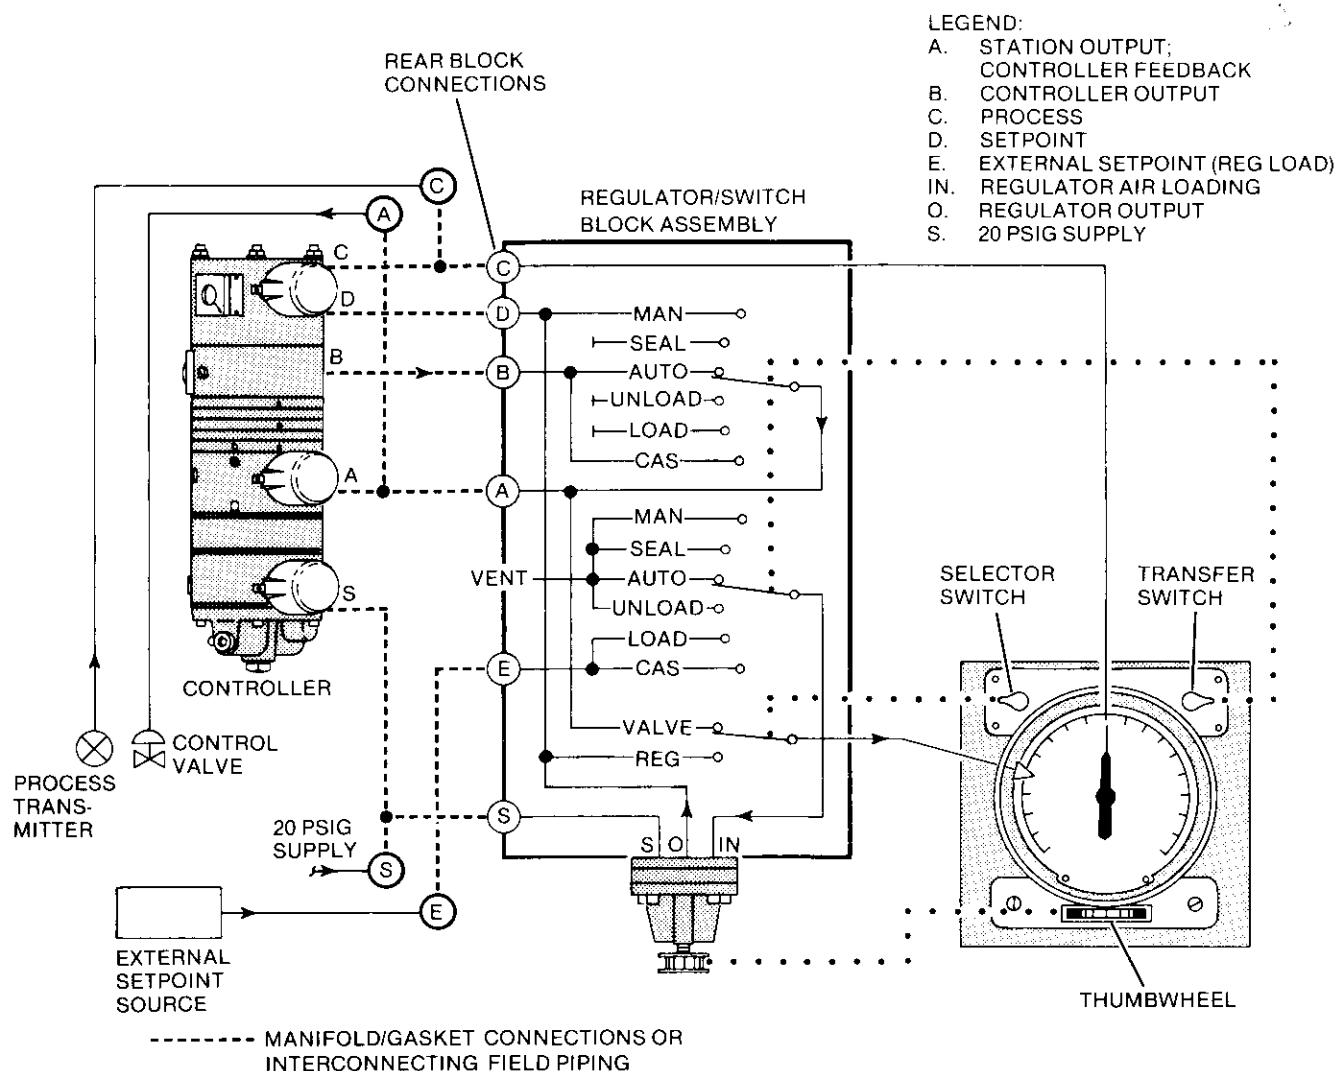 LEGEND:
A. STATION OUTPUT;
CONTROLLER FEEDBACK
B. CONTROLLER OUTPUT
C. PROCESS
D. SETPOINT
E. EXTERNAL SETPOINT (REG LOAD)
IN. REGULATOR AIR LOADING
O. REGULATOR OUTPUT
S. 20 PSIG SUPPLY
REAR BLOCK
CONNECTIONS
REGULATOR/SWITCH
BLOCK ASSEMBLY
C
A
C
D
B
A
S
C
D
B
A
E
S
MAN
SEAL
AUTO
UNLOAD
LOAD
CAS
MAN
SEAL
VENT
AUTO
UNLOAD
LOAD
CAS
VALVE
REG
S O IN
CONTROLLER
PROCESS
TRANS-
MITTER
CONTROL
VALVE
20 PSIG
SUPPLY
S
E
EXTERNAL
SETPOINT
SOURCE
SELECTOR
SWITCH
TRANSFER
SWITCH
THUMBWHEEL
MANIFOLD/GASKET CONNECTIONS OR
INTERCONNECTING FIELD PIPING